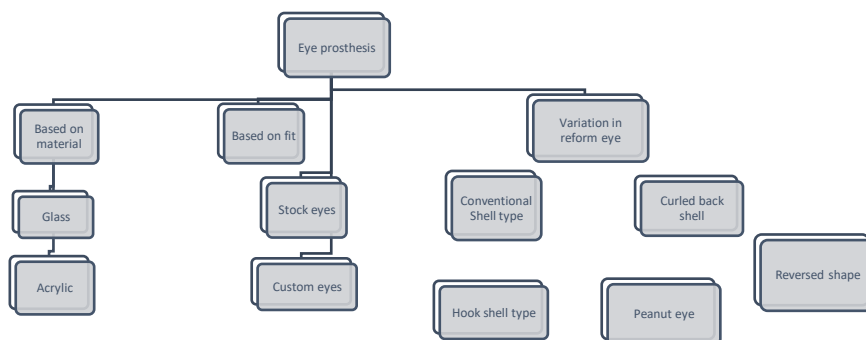 Eye prosthesis
Based on
material
Based on fit
Variation in
reform eye
Glass
Stock eyes
Conventional
Shell type
Curled back
shell
Acrylic
Custom eyes
Hook shell type
Peanut eye
Reversed shape